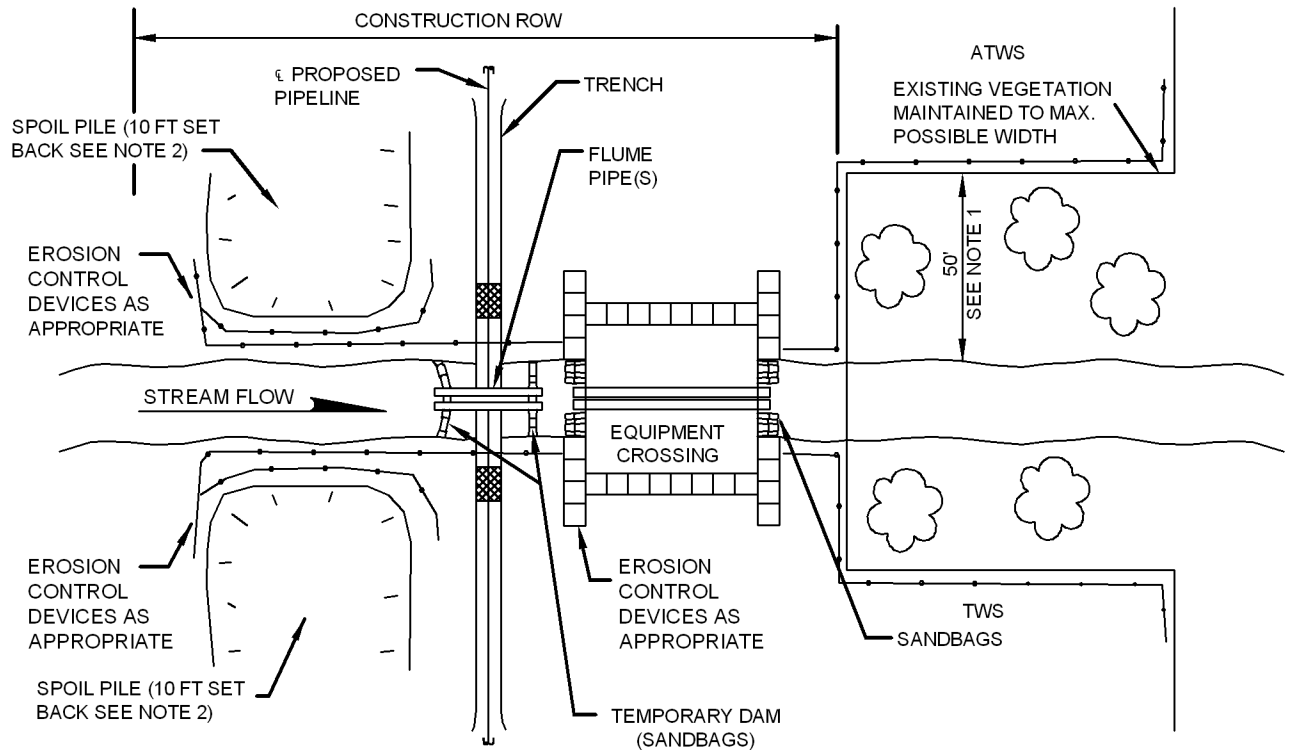 CONSTRUCTION ROW
℄ PROPOSED
PIPELINE
TRENCH
ATWS
EXISTING VEGETATION
MAINTAINED TO MAX.
POSSIBLE WIDTH
SPOIL PILE (10 FT SET
BACK SEE NOTE 2)
FLUME
PIPE(S)
EROSION
CONTROL
DEVICES AS
APPROPRIATE
50'
SEE NOTE 1
STREAM FLOW
EQUIPMENT
CROSSING
EROSION
CONTROL
DEVICES AS
APPROPRIATE
EROSION
CONTROL
DEVICES AS
APPROPRIATE
TWS
SANDBAGS
SPOIL PILE (10 FT SET
BACK SEE NOTE 2)
TEMPORARY DAM
(SANDBAGS)